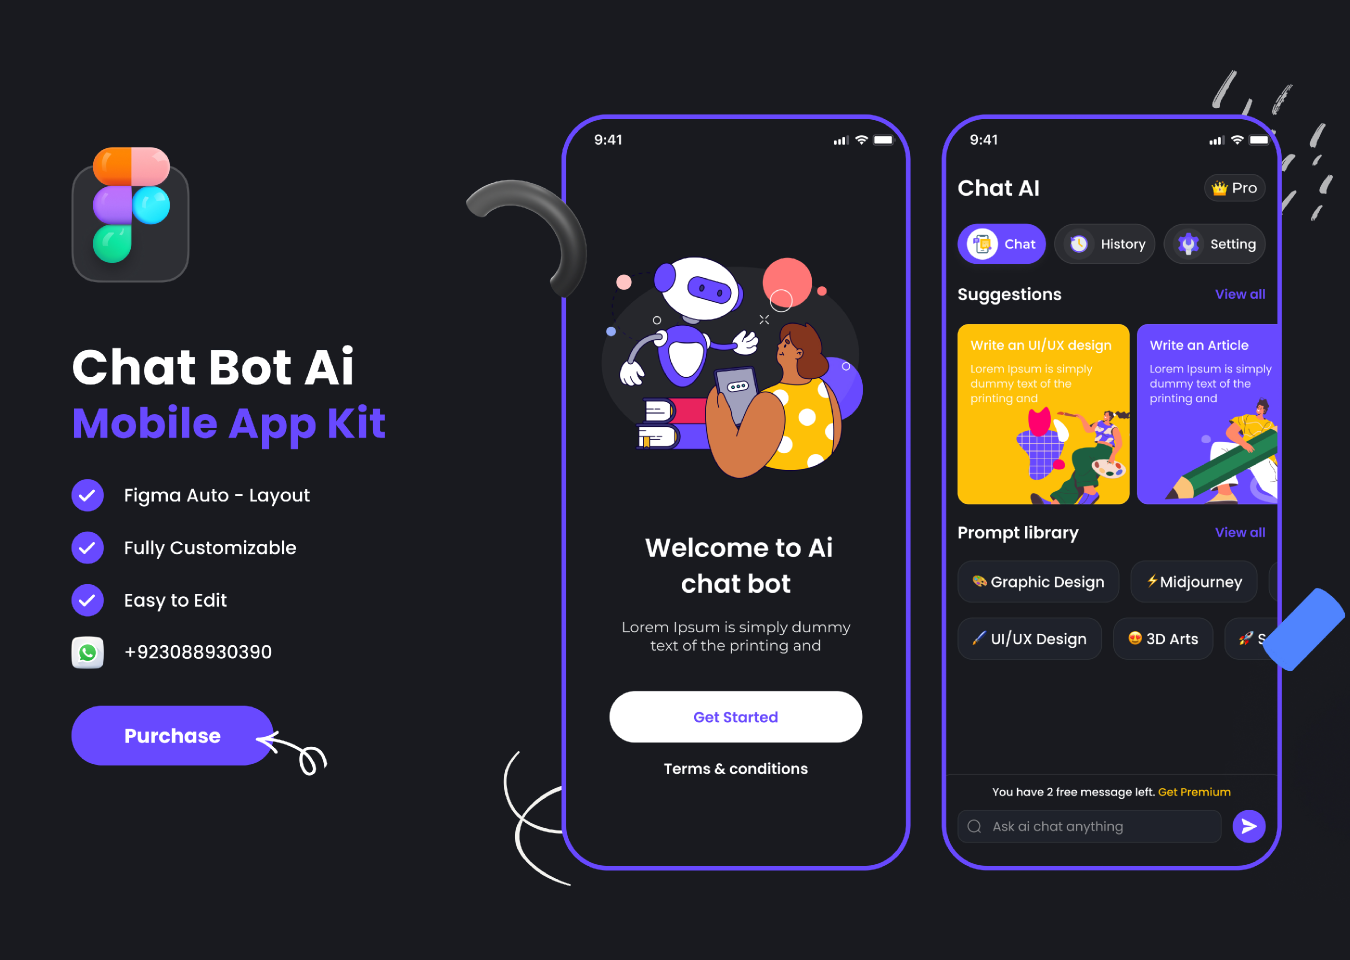 Chat Bot Ai
Mobile App Kit
Figma Auto - Layout
Fully Customizable
Easy to Edit
+923088930390
Purchase
9:41
Welcome to Ai
chat bot
Lorem Ipsum is simply dummy
text of the printing and
Get Started
Terms & conditions
9:41
Chat AI
Pro
Chat
History
Setting
Suggestions
View all
Write an UI/UX design
Lorem Ipsum is simply
dummy text of the
printing and
Write an Article
Lorem Ipsum is simply
dummy text of the
printing and
Prompt library
View all
Graphic Design
Midjourney
UI/UX Design
3D Arts
You have 2 free message left. Get Premium
Ask ai chat anything